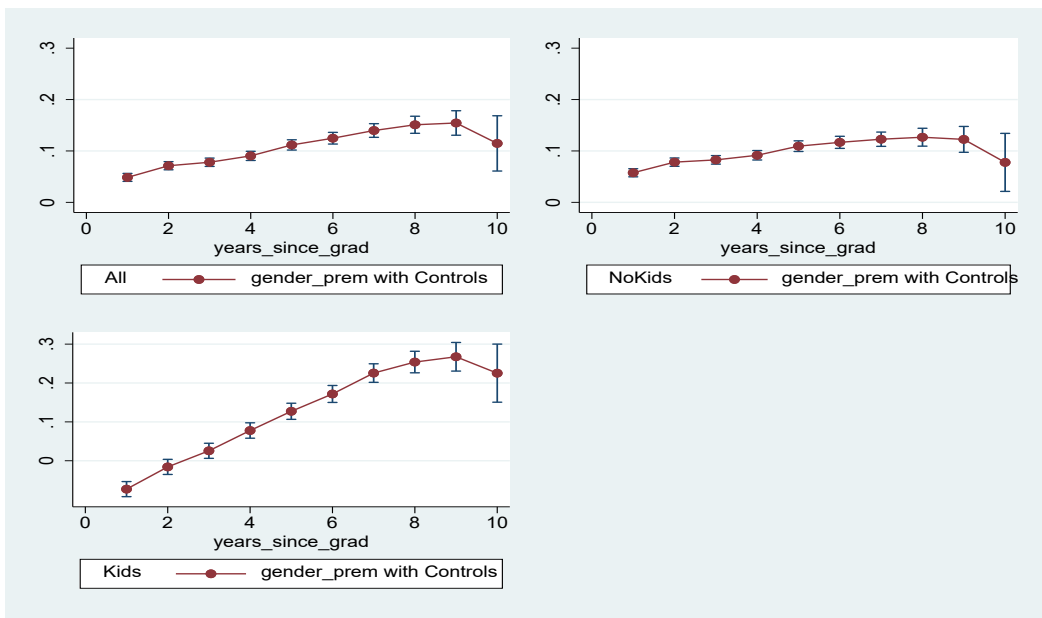 .3
.2
.1
0
0 2 4 6 8 10
years_since_grad
All gender_prem with Controls
.3
.2
.1
0
0 2 4 6 8 10
years_since_grad
NoKids gender_prem with Controls
.3
.2
.1
0
0 2 4 6 8 10
years_since_grad
Kids gender_prem with Controls